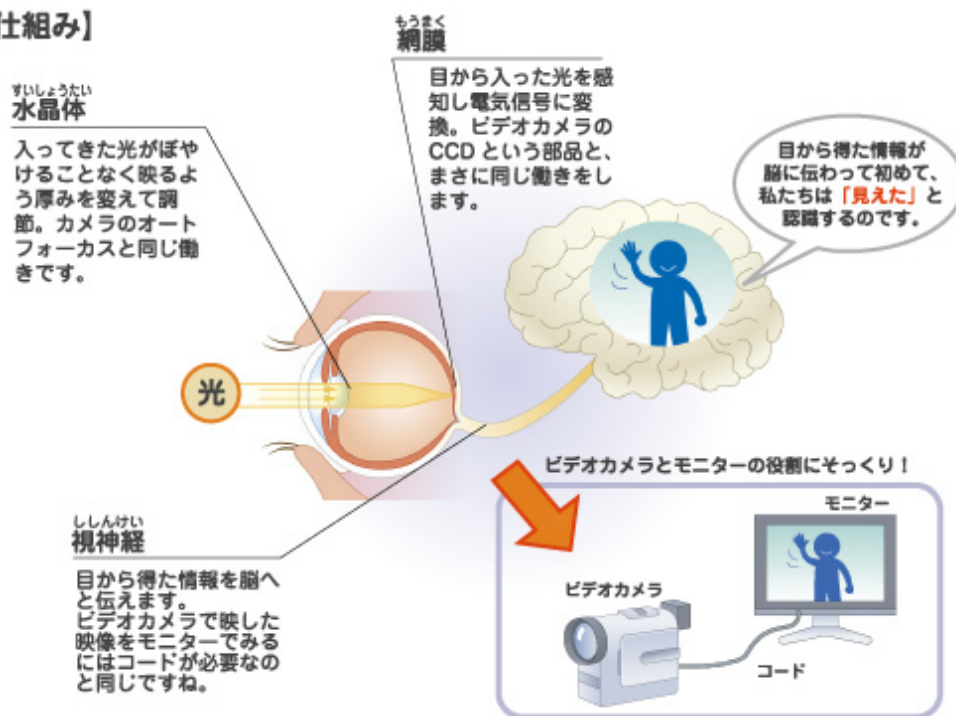 仕組み】
すいしょうたい
水晶体
入ってきた光がぼや
けることなく映るよ
う厚みを変えて調
節。カメラのオート
フォーカスと同じ働
きです。
もうまく
網膜
目から入った光を感
知し電気信号に変
換。ビデオカメラの
CCD という部品と、
まさに同じ働きをし
ます。
目から得た情報が
脳に伝わって初めて、
私たちは「見えた」と
認識するのです。
光
ししんけい
視神経
目から得た情報を脳へ
と伝えます。
ビデオカメラで映した
映像をモニターでみる
にはコードが必要なの
と同じですね。
ビデオカメラとモニターの役割にそっくり！
モニター
ビデオカメラ
コード